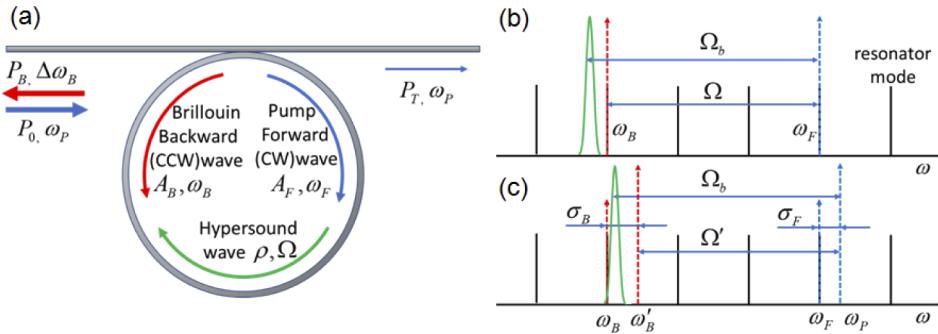 (a)
P_B, Δω_B
P_0, ω_P
P_T, ω_P
Brillouin
Backward
(CCW)wave
A_B, ω_B
Pump
Forward
(CW)wave
A_F, ω_F
Hypersound
wave ρ, Ω
(b)
Ω_b
resonator
mode
Ω
ω_B
ω_F
ω
(c)
Ω_b
σ_B
σ_F
Ω′
ω_B
ω′_B
ω_F
ω_P
ω